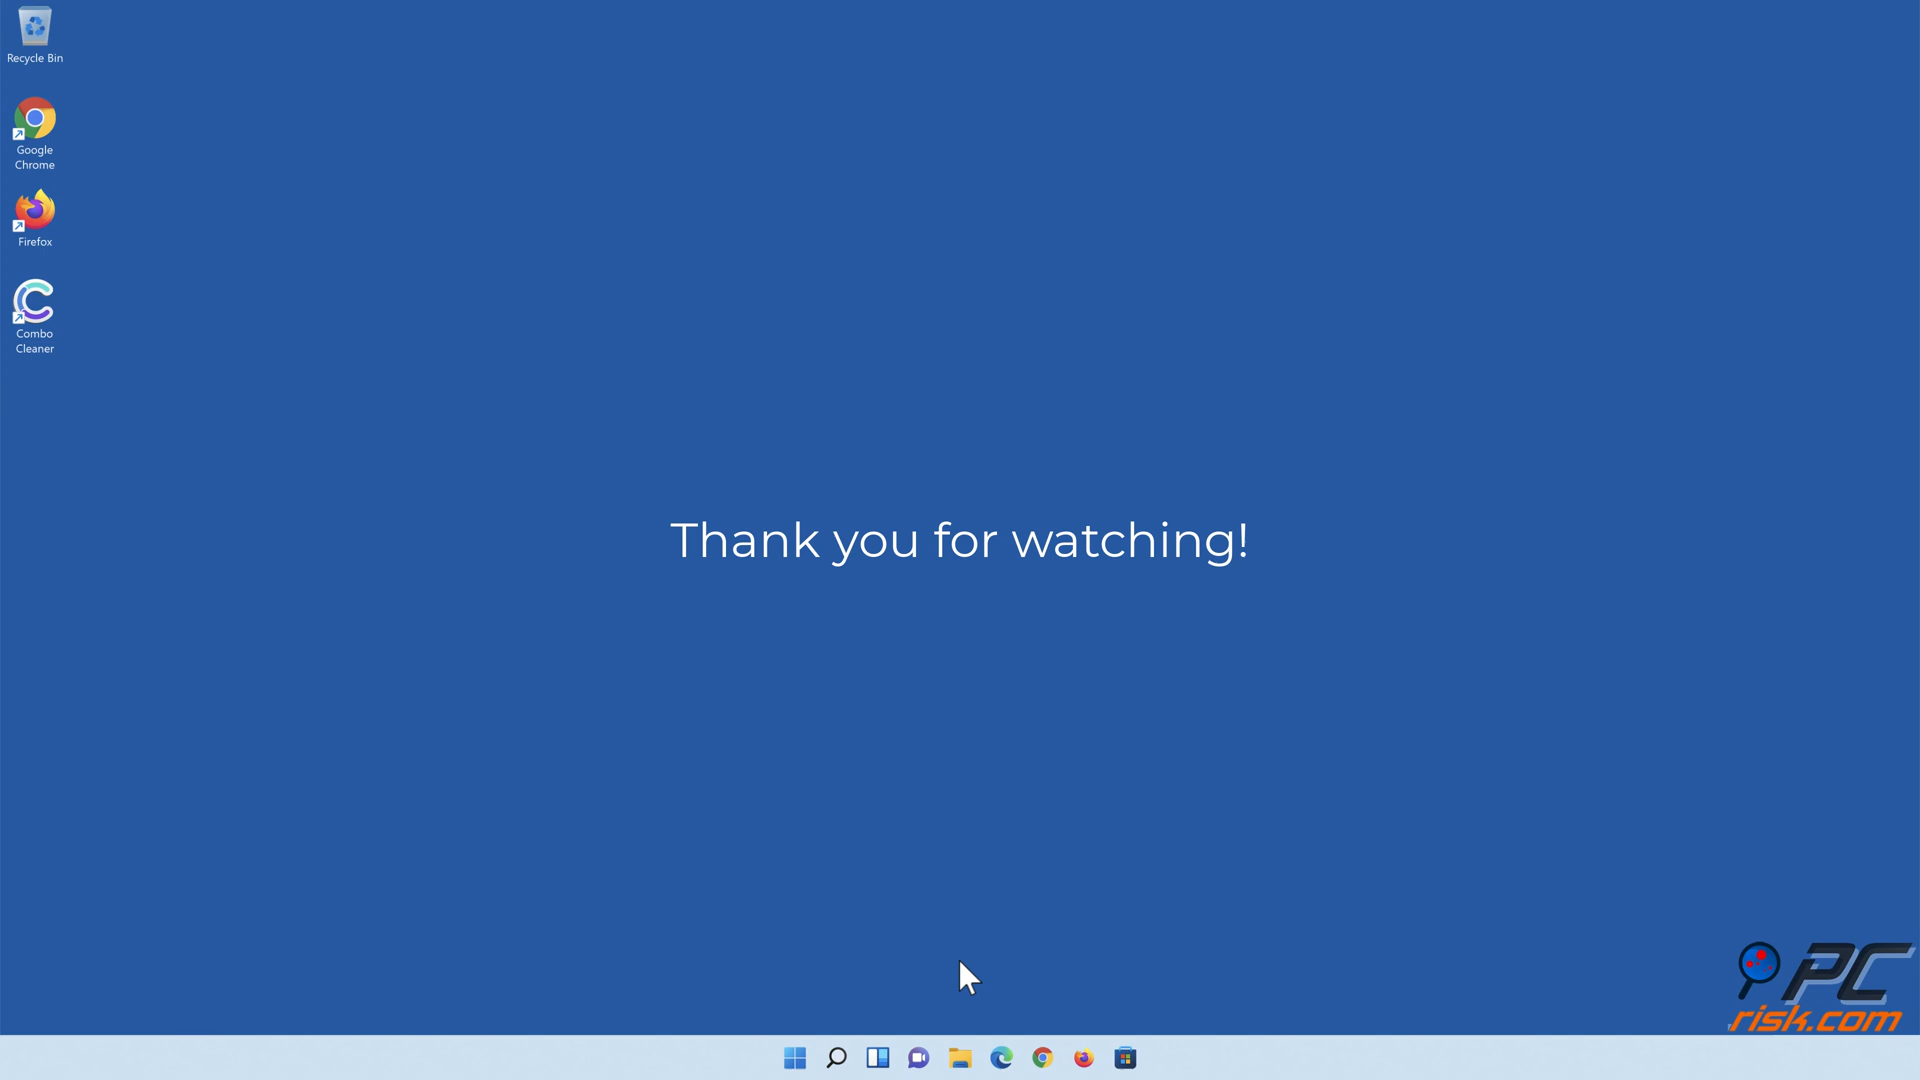 Recycle Bin
Google
Chrome
Firefox
Combo
Cleaner
Thank you for watching!
PC
risk.com